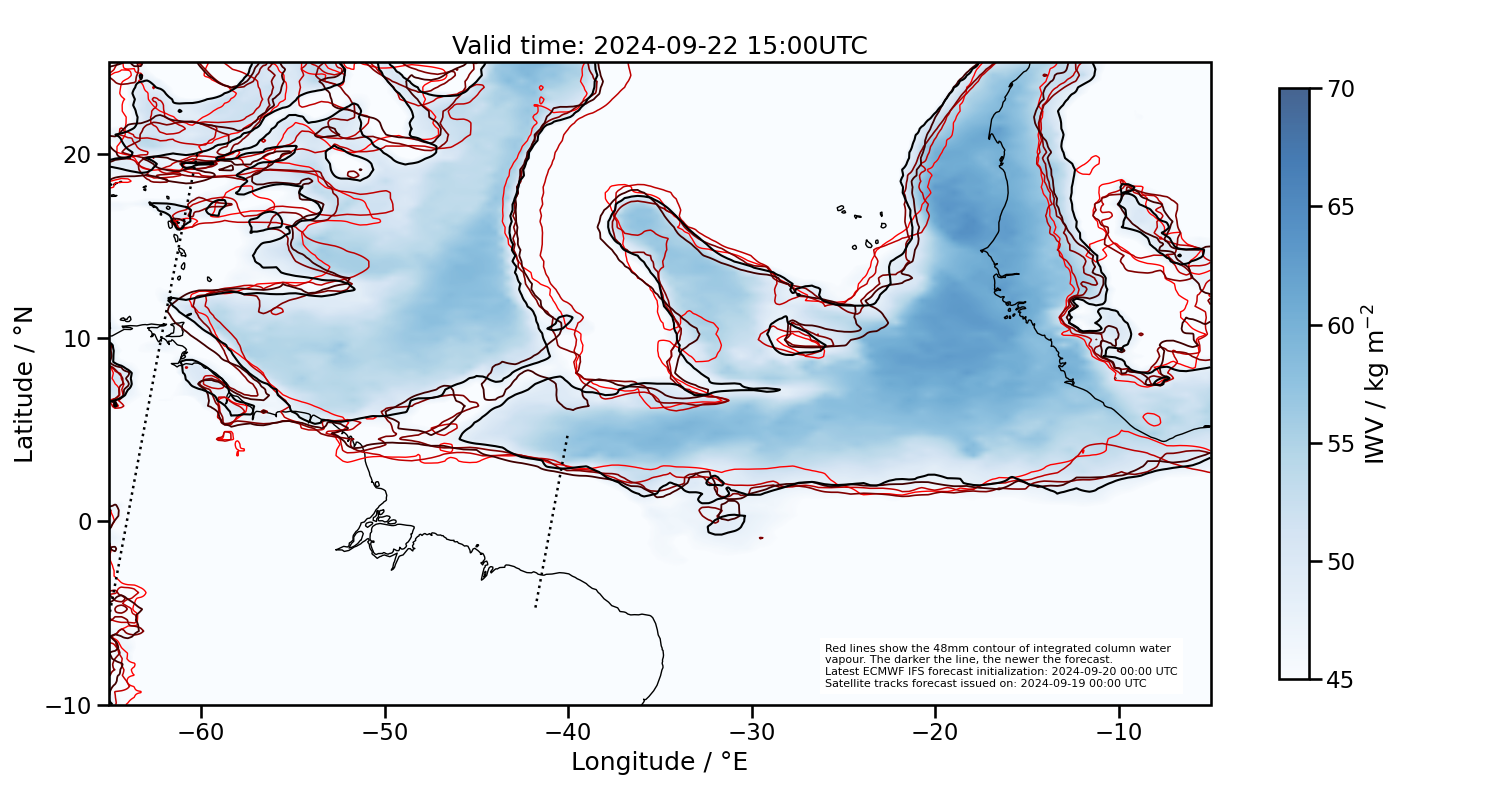 Valid time: 2024-09-22 15:00UTC
Latitude / °N
20
10
0
−10
−60
−50
−40
−30
−20
−10
Longitude / °E
Red lines show the 48mm contour of integrated column water
vapour. The darker the line, the newer the forecast.
Latest ECMWF IFS forecast initialization: 2024-09-20 00:00 UTC
Satellite tracks forecast issued on: 2024-09-19 00:00 UTC
70
65
60
55
50
45
IWV / kg m⁻²